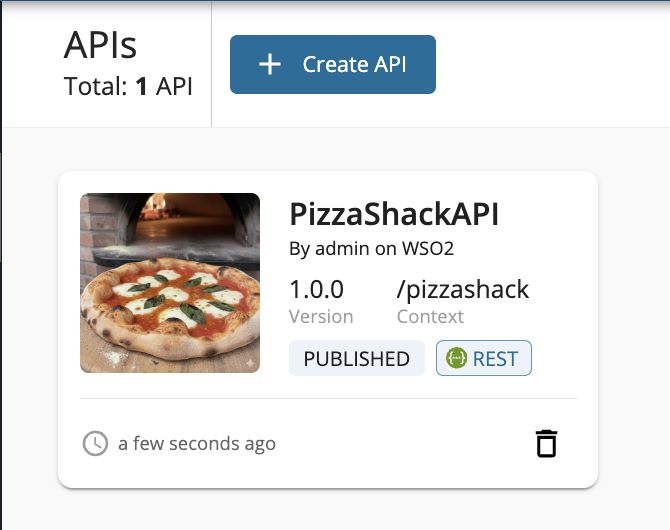 APIs
Total: 1 API
Create API
PizzaShackAPI
By admin on WSO2
1.0.0
/pizzashack
Version
Context
PUBLISHED
REST
a few seconds ago